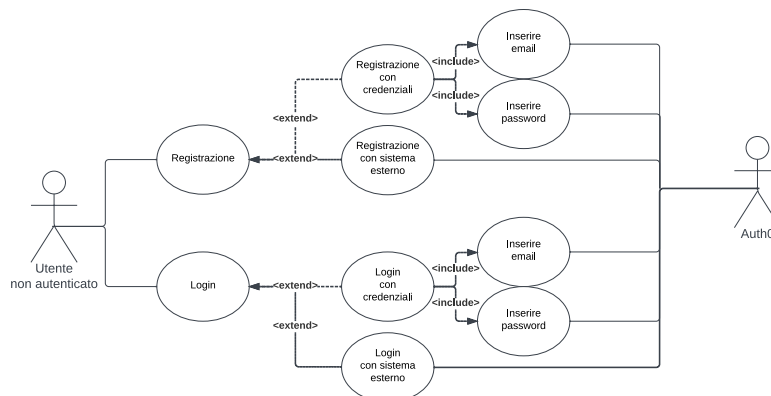 Inserire
email
<include>
Registrazione
con
credenziali
<include>
Inserire
password
<extend>
Registrazione
<extend>
Registrazione
con sistema
esterno
Auth0
Utente
non autenticato
Inserire
email
<include>
Login
<extend>
Login
con
credenziali
<include>
Inserire
password
<extend>
Login
con sistema
esterno